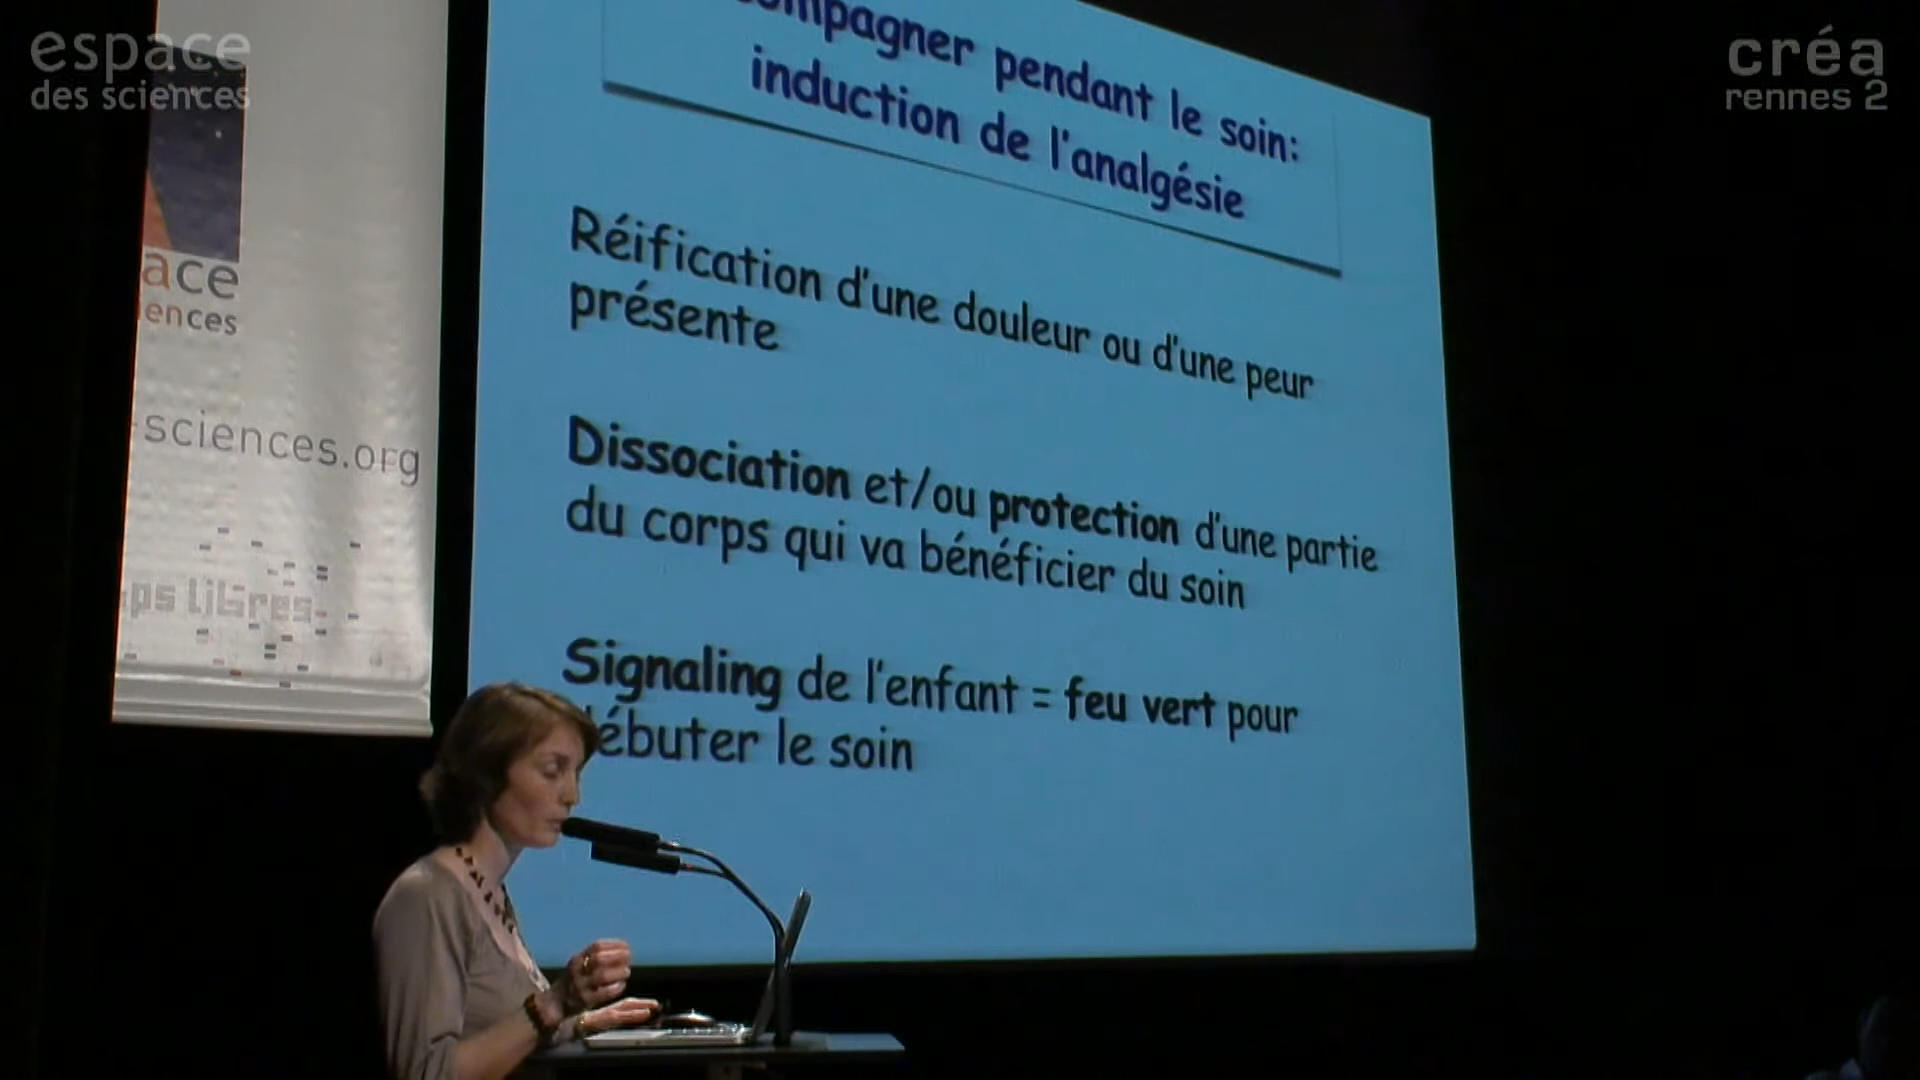 espace
des sciences
créa
rennes 2
ace
ences
sciences.org
ps libres
pendant le soin:
induction de l'analgésie
Réification d'une douleur ou d'une peur
présente
Dissociation et/ou protection d'une partie
du corps qui va bénéficier du soin
Signaling de l'enfant = feu vert pour
ébuter le soin